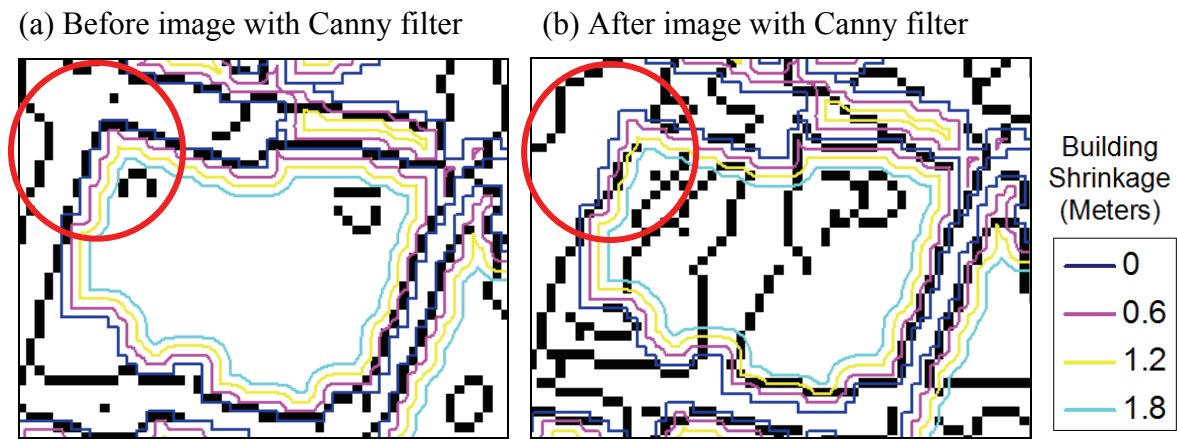 (a) Before image with Canny filter
(b) After image with Canny filter
Building
Shrinkage
(Meters)
0
0.6
1.2
1.8